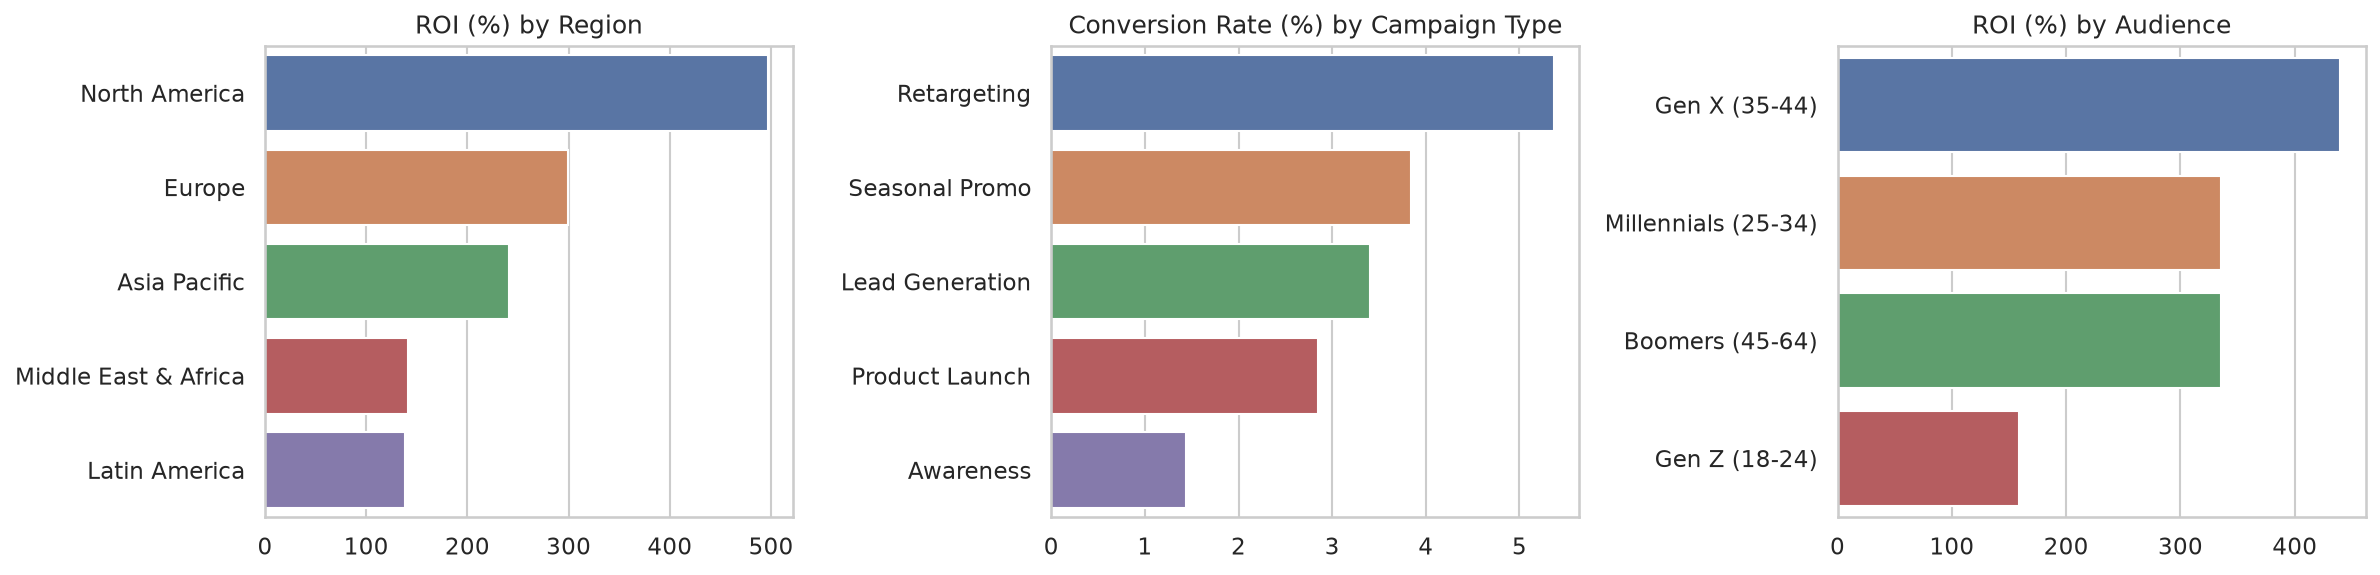 ROI (%) by Region
North America
Europe
Asia Pacific
Middle East & Africa
Latin America
0 100 200 300 400 500
Conversion Rate (%) by Campaign Type
Retargeting
Seasonal Promo
Lead Generation
Product Launch
Awareness
0 1 2 3 4 5
ROI (%) by Audience
Gen X (35-44)
Millennials (25-34)
Boomers (45-64)
Gen Z (18-24)
0 100 200 300 400